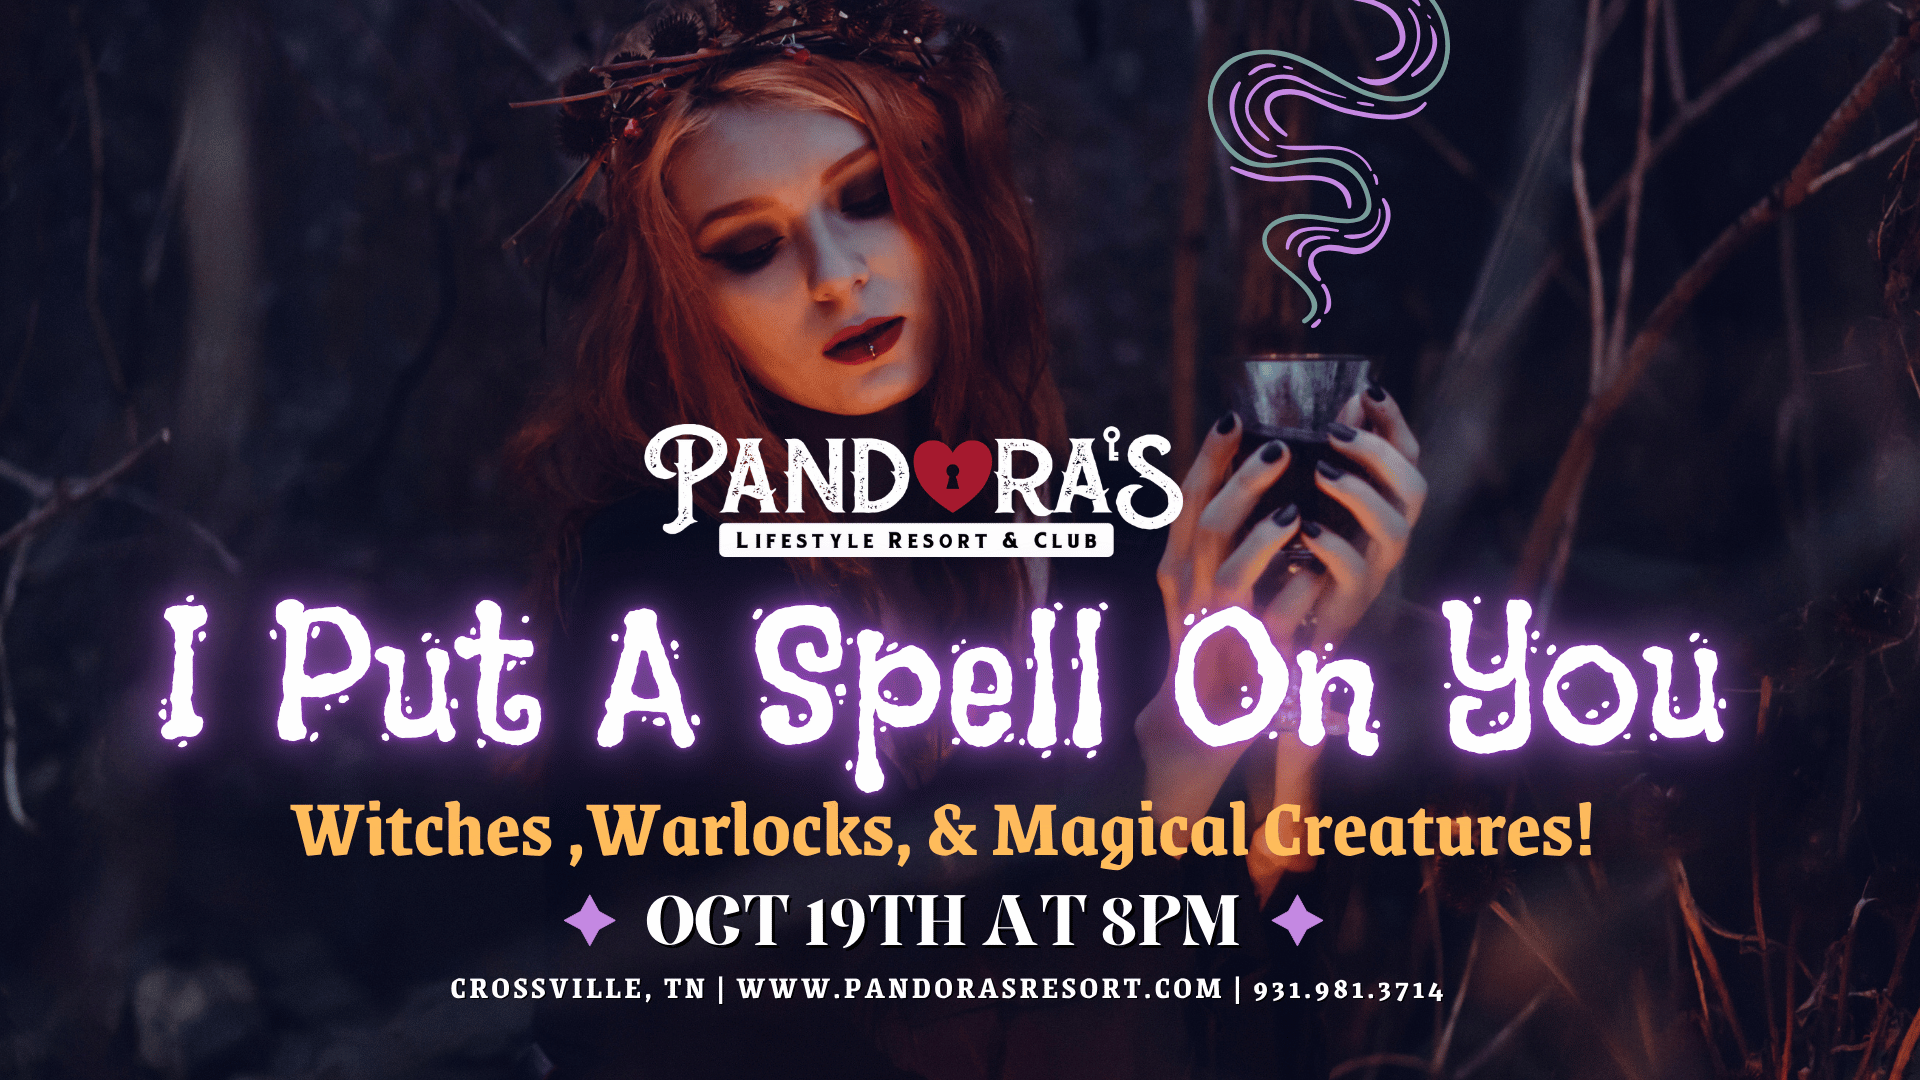 PANDORA'S
LIFESTYLE RESORT & CLUB
I Put A Spell On You
Witches ,Warlocks, & Magical Creatures!
OCT 19TH AT 8PM
CROSSVILLE, TN | WWW.PANDORASRESORT.COM | 931.981.3714